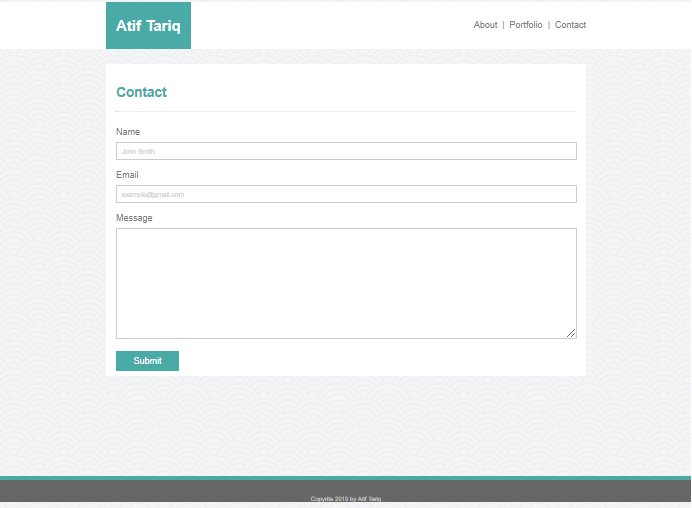 Atif Tariq
About | Portfolio | Contact
Contact
Name
John Smith
Email
example@gmail.com
Message
Submit
Copyrite 2019 by Atif Tariq